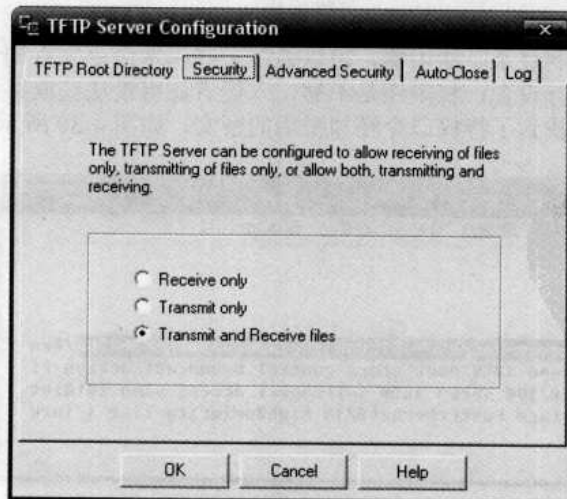 TFTP Server Configuration
TFTP Root Directory
Security
Advanced Security
Auto-Close
Log
The TFTP Server can be configured to allow receiving of files
only, transmitting of files only, or allow both, transmitting and
receiving.
Receive only
Transmit only
Transmit and Receive files
OK
Cancel
Help